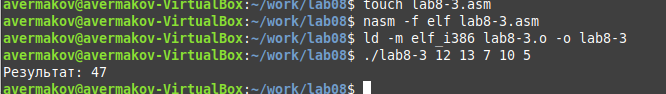 avermakov@avermakov-VirtualBox:~/work/lab08$ touch lab8-3.asm
avermakov@avermakov-VirtualBox:~/work/lab08$ nasm -f elf lab8-3.asm
avermakov@avermakov-VirtualBox:~/work/lab08$ ld -m elf_i386 lab8-3.o -o lab8-3
avermakov@avermakov-VirtualBox:~/work/lab08$ ./lab8-3 12 13 7 10 5
Результат: 47
avermakov@avermakov-VirtualBox:~/work/lab08$